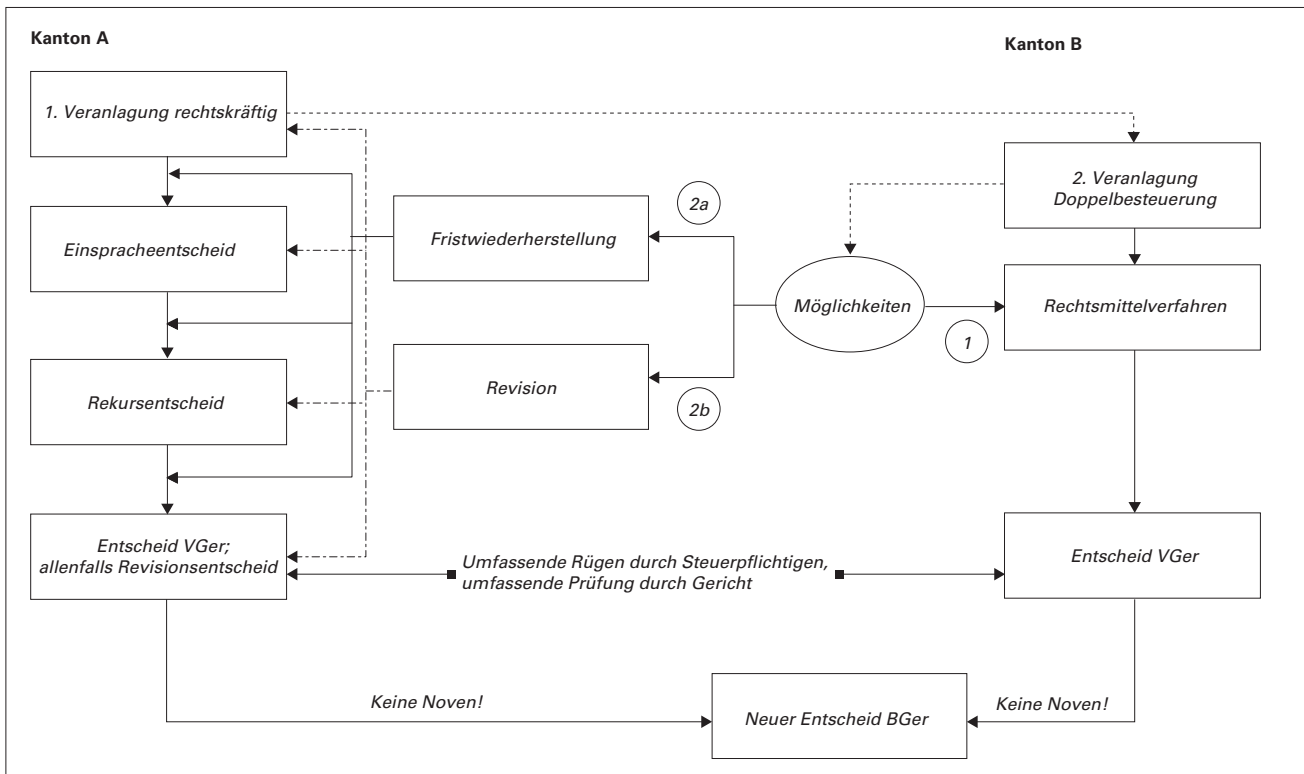 Kanton A
Kanton B
1. Veranlagung rechtskräftig
2. Veranlagung
Doppelbesteuerung
2a
Fristwiederherstellung
Einspracheentscheid
Möglichkeiten
Rechtsmittelverfahren
1
Revision
2b
Rekursentscheid
Entscheid VGer;
allenfalls Revisionsentscheid
Umfassende Rügen durch Steuerpflichtigen,
umfassende Prüfung durch Gericht
Entscheid VGer
Keine Noven!
Neuer Entscheid BGer
Keine Noven!